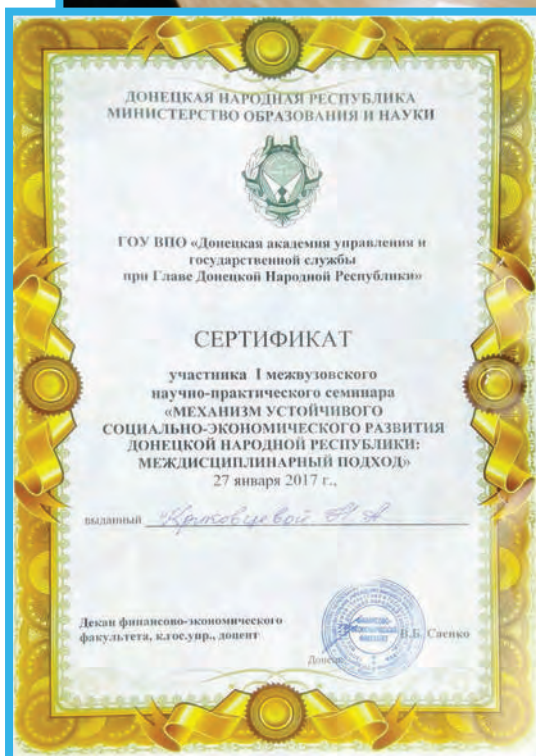 ДОНЕЦКАЯ НАРОДНАЯ РЕСПУБЛИКА
МИНИСТЕРСТВО ОБРАЗОВАНИЯ И НАУКИ
ГОУ ВПО «Донецкая академия управления и
государственной службы
при Главе Донецкой Народной Республики»
СЕРТИФИКАТ
участника I межвузовского
научно-практического семинара
«МЕХАНИЗМ УСТОЙЧИВОГО
СОЦИАЛЬНО-ЭКОНОМИЧЕСКОГО РАЗВИТИЯ
ДОНЕЦКОЙ НАРОДНОЙ РЕСПУБЛИКИ:
МЕЖДИСЦИПЛИНАРНЫЙ ПОДХОД»
27 января 2017 г.,
выданный
Декан финансово-экономического
факультета, к.гос.упр., доцент
В.Б. Саенко
Донецк